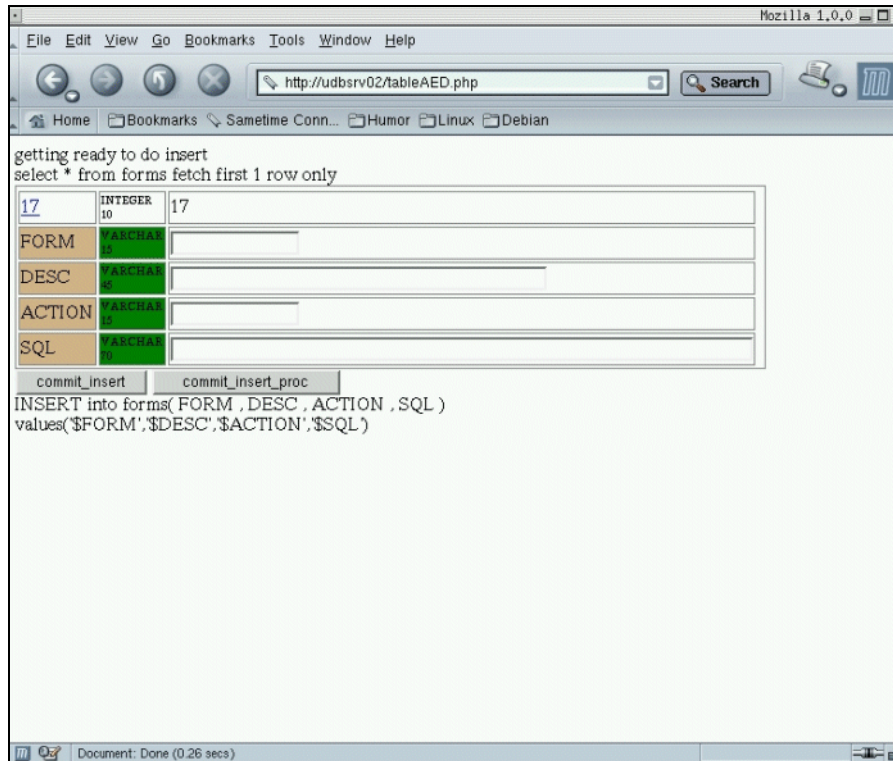 Mozilla 1.0.0
File Edit View Go Bookmarks Tools Window Help
http://udbsrv02/tableAED.php
Search
Home Bookmarks Sametime Conn... Humor Linux Debian
getting ready to do insert
select * from forms fetch first 1 row only
17 INTEGER 10 17
FORM VARCHAR 15
DESC VARCHAR 45
ACTION VARCHAR 15
SQL VARCHAR 70
commit_insert commit_insert_proc
INSERT into forms( FORM , DESC , ACTION , SQL )
values('$FORM','$DESC','$ACTION','$SQL')
Document: Done (0.26 secs)